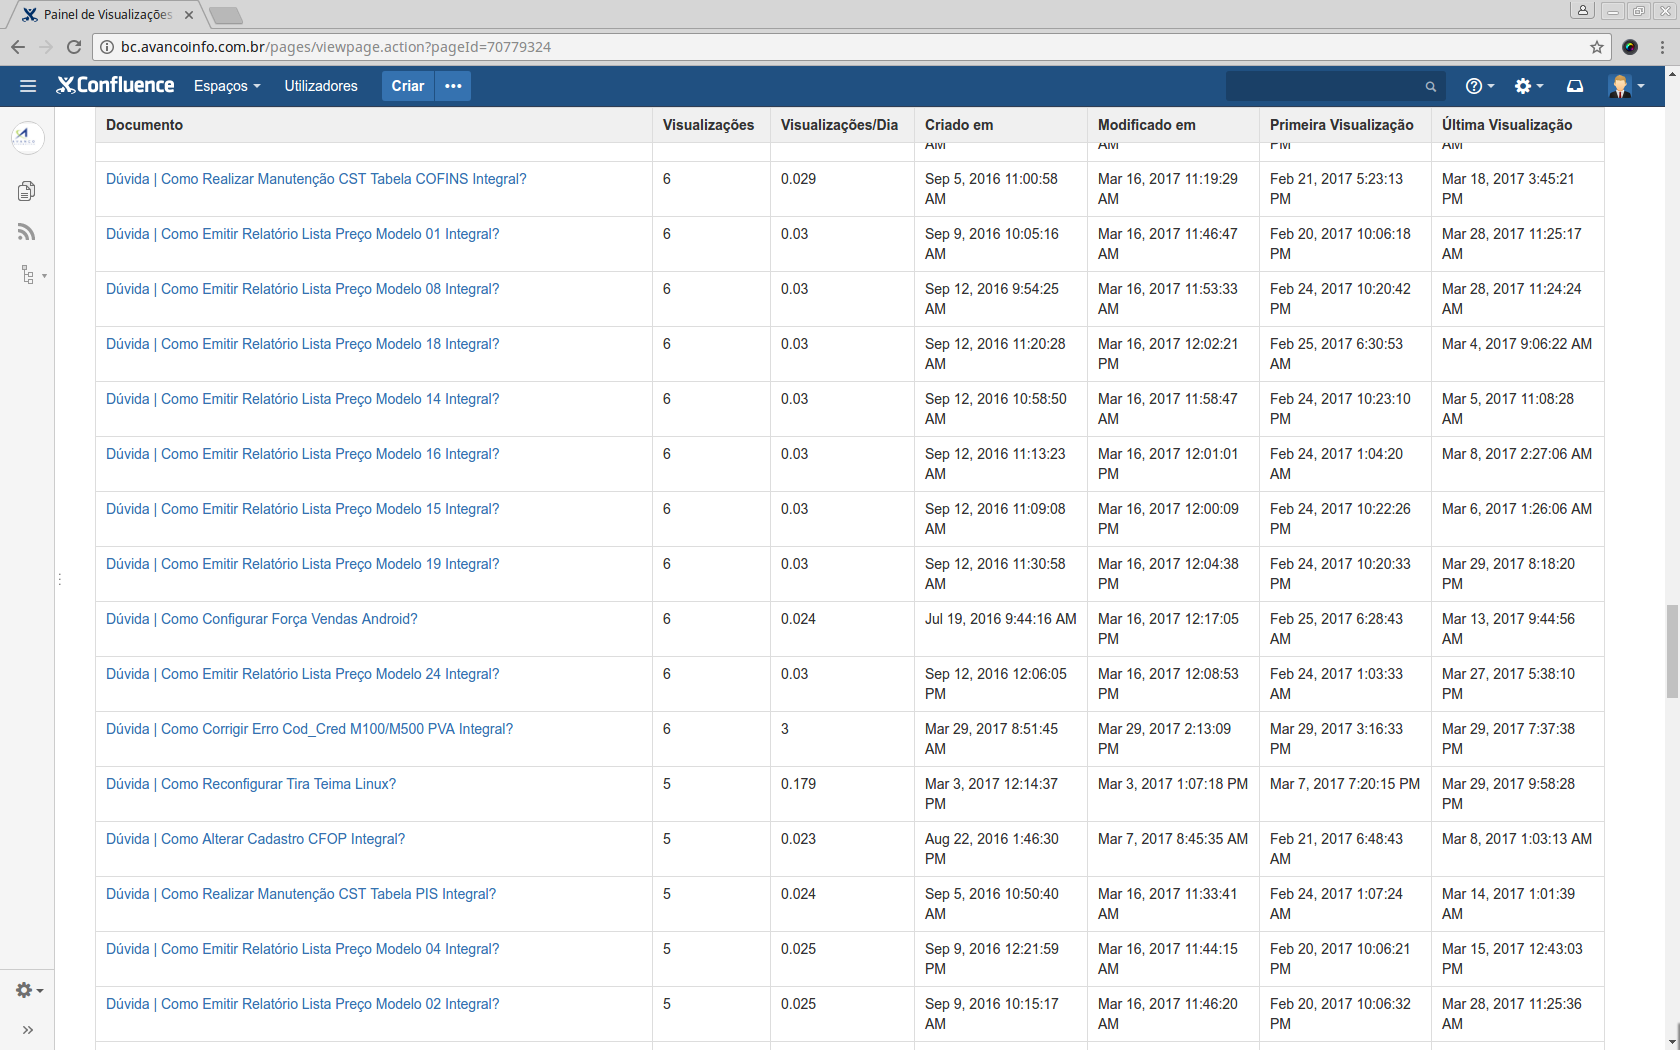 Painel de Visualizações
bc.avancoinfo.com.br/pages/viewpage.action?pageId=70779324
Confluence Espaços Utilizadores Criar
Documento Visualizações Visualizações/Dia Criado em Modificado em Primeira Visualização Última Visualização
AM AM PM AM
Dúvida | Como Realizar Manutenção CST Tabela COFINS Integral? 6 0.029 Sep 5, 2016 11:00:58 Mar 16, 2017 11:19:29 Feb 21, 2017 5:23:13 Mar 18, 2017 3:45:21
AM AM PM PM
Dúvida | Como Emitir Relatório Lista Preço Modelo 01 Integral? 6 0.03 Sep 9, 2016 10:05:16 Mar 16, 2017 11:46:47 Feb 20, 2017 10:06:18 Mar 28, 2017 11:25:17
AM AM PM AM
Dúvida | Como Emitir Relatório Lista Preço Modelo 08 Integral? 6 0.03 Sep 12, 2016 9:54:25 Mar 16, 2017 11:53:33 Feb 24, 2017 10:20:42 Mar 28, 2017 11:24:24
AM AM PM AM
Dúvida | Como Emitir Relatório Lista Preço Modelo 18 Integral? 6 0.03 Sep 12, 2016 11:20:28 Mar 16, 2017 12:02:21 Feb 25, 2017 6:30:53 Mar 4, 2017 9:06:22 AM
AM PM AM
Dúvida | Como Emitir Relatório Lista Preço Modelo 14 Integral? 6 0.03 Sep 12, 2016 10:58:50 Mar 16, 2017 11:58:47 Feb 24, 2017 10:23:10 Mar 5, 2017 11:08:28
AM AM PM AM
Dúvida | Como Emitir Relatório Lista Preço Modelo 16 Integral? 6 0.03 Sep 12, 2016 11:13:23 Mar 16, 2017 12:01:01 Feb 24, 2017 1:04:20 Mar 8, 2017 2:27:06 AM
AM PM AM
Dúvida | Como Emitir Relatório Lista Preço Modelo 15 Integral? 6 0.03 Sep 12, 2016 11:09:08 Mar 16, 2017 12:00:09 Feb 24, 2017 10:22:26 Mar 6, 2017 1:26:06 AM
AM PM PM
Dúvida | Como Emitir Relatório Lista Preço Modelo 19 Integral? 6 0.03 Sep 12, 2016 11:30:58 Mar 16, 2017 12:04:38 Feb 24, 2017 10:20:33 Mar 29, 2017 8:18:20
AM PM PM PM
Dúvida | Como Configurar Força Vendas Android? 6 0.024 Jul 19, 2016 9:44:16 AM Mar 16, 2017 12:17:05 Feb 25, 2017 6:28:43 Mar 13, 2017 9:44:56
PM AM AM
Dúvida | Como Emitir Relatório Lista Preço Modelo 24 Integral? 6 0.03 Sep 12, 2016 12:06:05 Mar 16, 2017 12:08:53 Feb 24, 2017 1:03:33 Mar 27, 2017 5:38:10
PM PM AM PM
Dúvida | Como Corrigir Erro Cod_Cred M100/M500 PVA Integral? 6 3 Mar 29, 2017 8:51:45 Mar 29, 2017 2:13:09 Mar 29, 2017 3:16:33 Mar 29, 2017 7:37:38
AM PM PM PM
Dúvida | Como Reconfigurar Tira Teima Linux? 5 0.179 Mar 3, 2017 12:14:37 Mar 3, 2017 1:07:18 PM Mar 7, 2017 7:20:15 PM Mar 29, 2017 9:58:28
PM PM
Dúvida | Como Alterar Cadastro CFOP Integral? 5 0.023 Aug 22, 2016 1:46:30 Mar 7, 2017 8:45:35 AM Feb 21, 2017 6:48:43 Mar 8, 2017 1:03:13 AM
PM AM
Dúvida | Como Realizar Manutenção CST Tabela PIS Integral? 5 0.024 Sep 5, 2016 10:50:40 Mar 16, 2017 11:33:41 Feb 24, 2017 1:07:24 Mar 14, 2017 1:01:39
AM AM AM AM
Dúvida | Como Emitir Relatório Lista Preço Modelo 04 Integral? 5 0.025 Sep 9, 2016 12:21:59 Mar 16, 2017 11:44:15 Feb 20, 2017 10:06:21 Mar 15, 2017 12:43:03
PM AM PM PM
Dúvida | Como Emitir Relatório Lista Preço Modelo 02 Integral? 5 0.025 Sep 9, 2016 10:15:17 Mar 16, 2017 11:46:20 Feb 20, 2017 10:06:32 Mar 28, 2017 11:25:36
AM AM PM AM